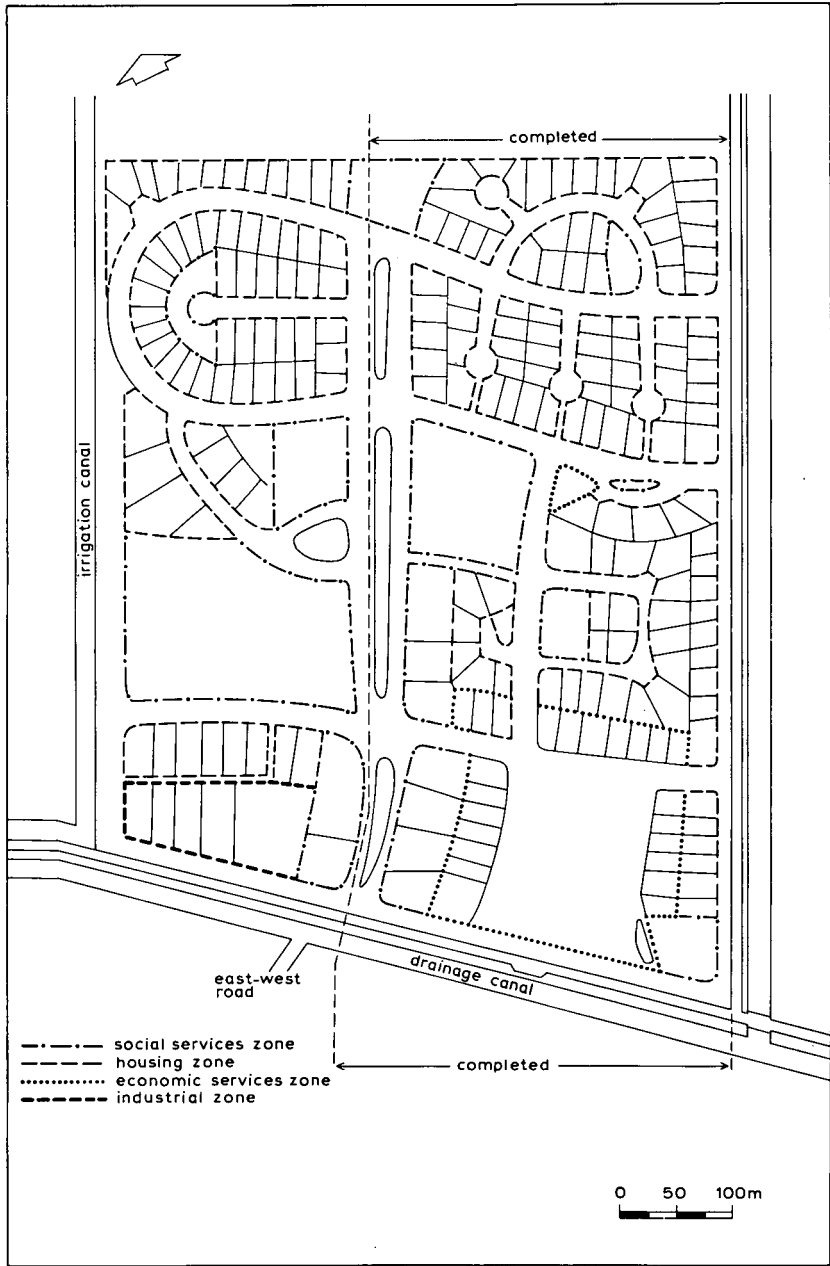 completed
irrigation canal
east-west
road
drainage canal
social services zone
housing zone
economic services zone
industrial zone
completed
0 50 100m